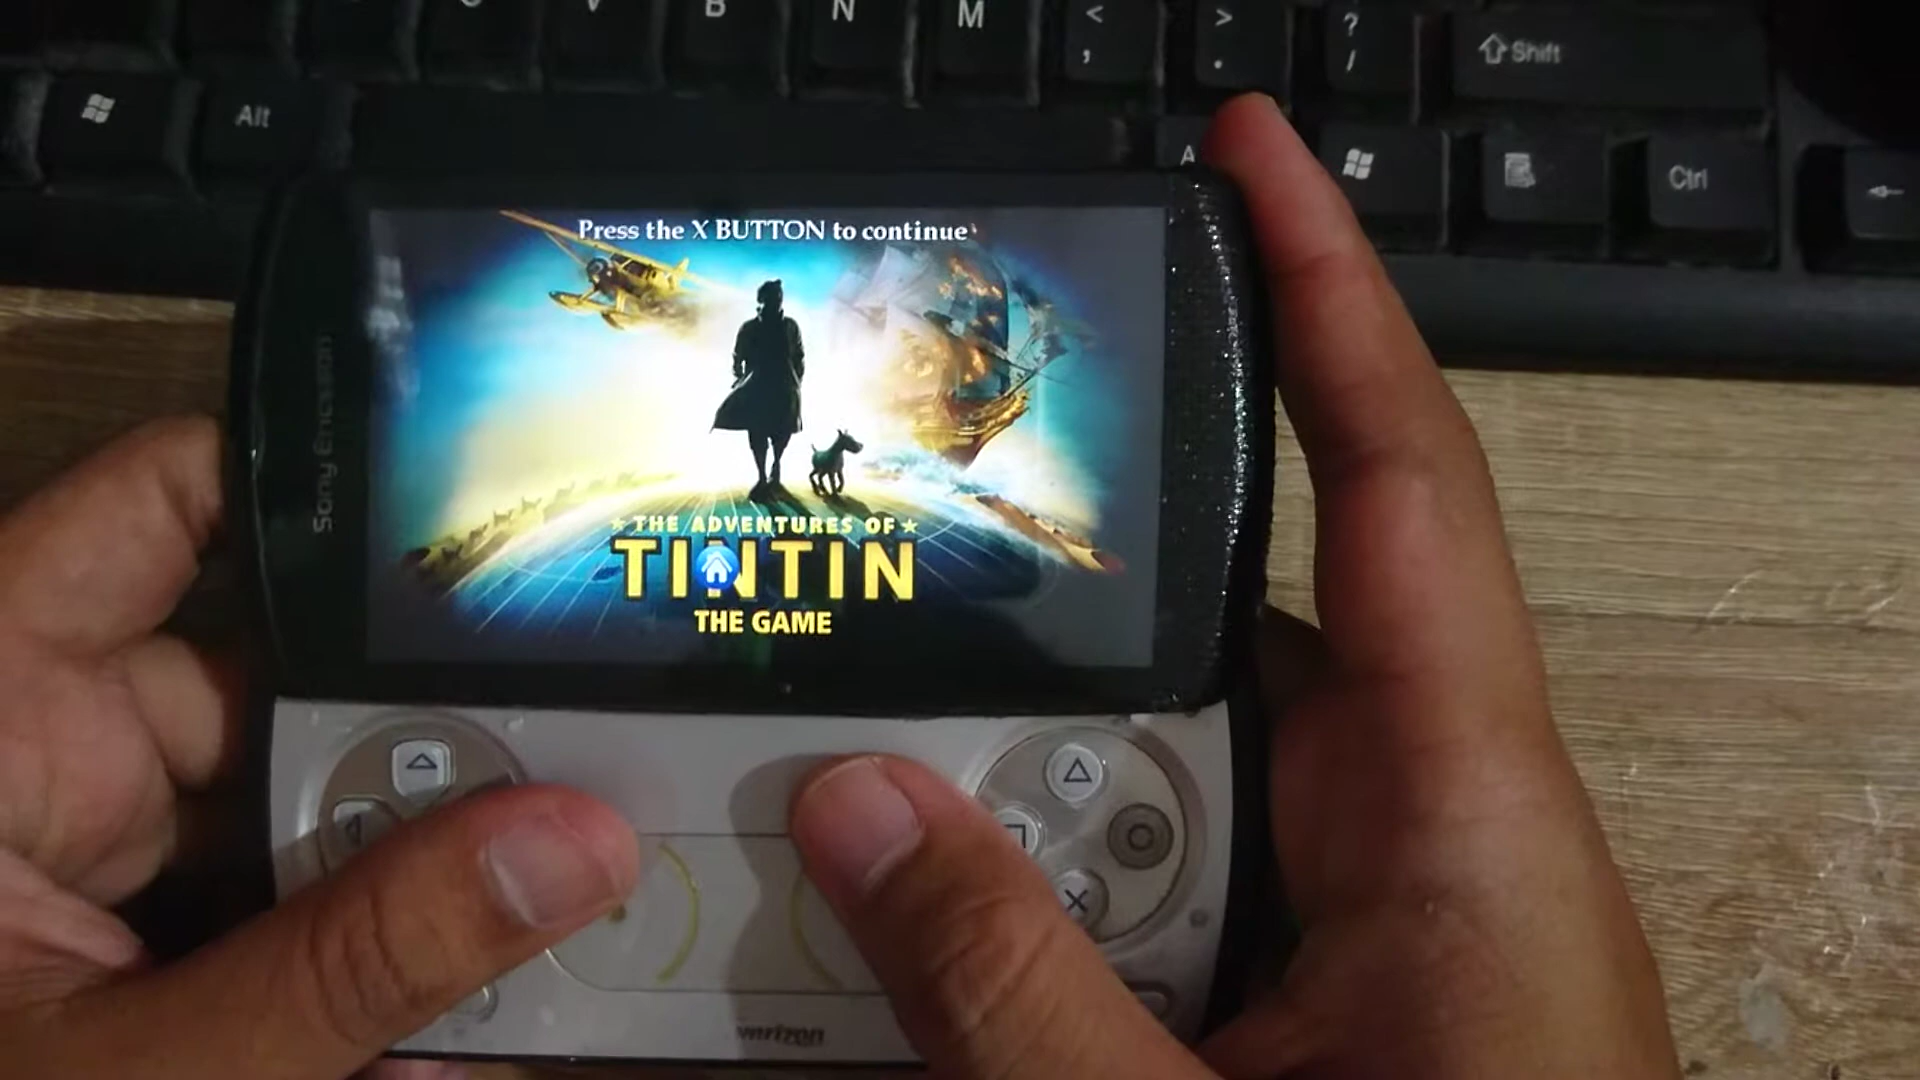 V B N M < ,
> .
? /
Shift
Alt
A
Ctrl
Press the X BUTTON to continue
Sony Ericsson
THE ADVENTURES OF
TINTIN
THE GAME
verizon